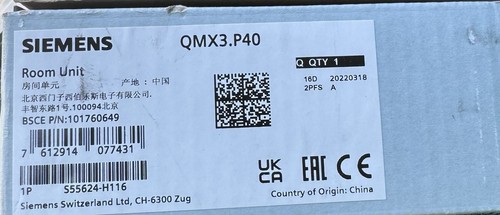 SIEMENS
QMX3.P40
Room Unit
Q QTY 1
房间单元
产地: 中国
16D 20220318
2PFS A
北京西门子西伯乐斯电子有限公司.
丰智东路1号.100094北京
BSCE P/N:101760649
7 612914 077431
1P S55624-H116
UK
CA
EAC
CE
Siemens Switzerland Ltd, CH-6300 Zug
Country of Origin: China